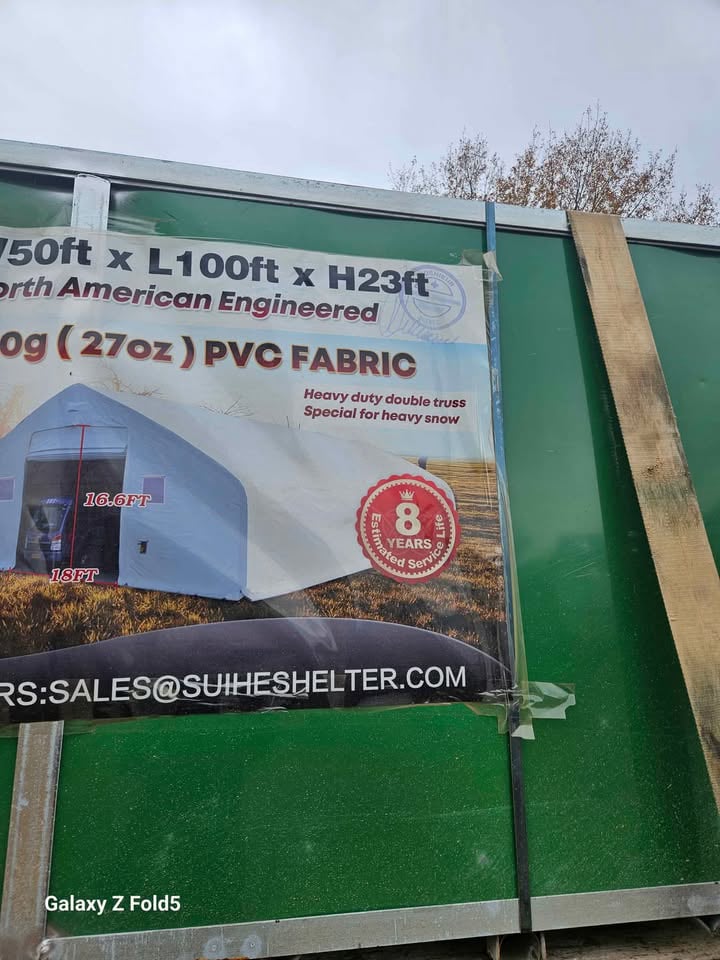 /50ft x L100ft x H23ft
orth American Engineered
0g ( 27oz ) PVC FABRIC
Heavy duty double truss
Special for heavy snow
16.6FT
18FT
8
YEARS
Estimated Service Life
RS:SALES@SUIHESHELTER.COM
Galaxy Z Fold5